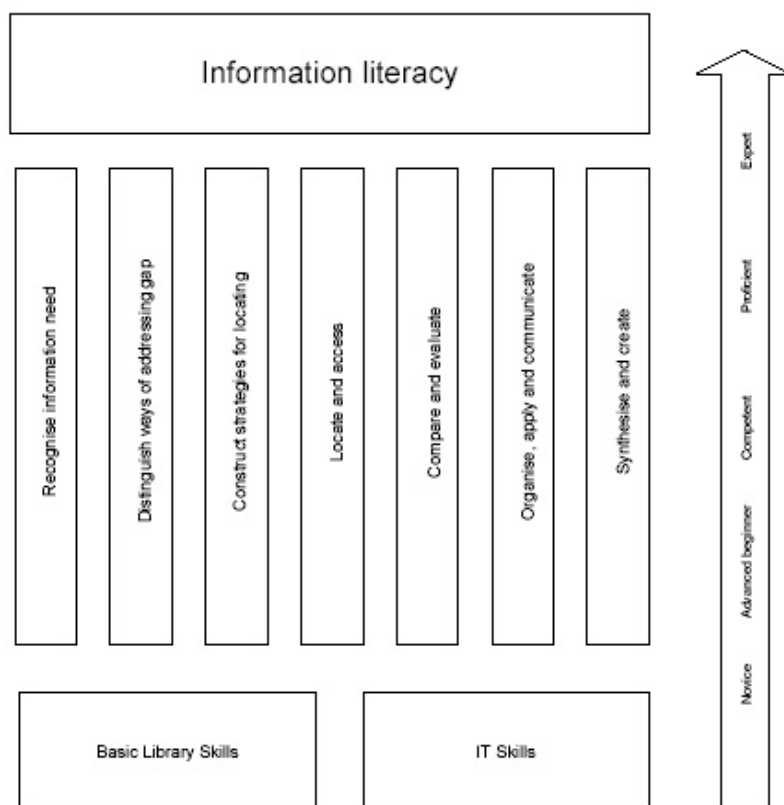 Information literacy
Recognise information need
Distinguish ways of addressing gap
Construct strategies for locating
Locate and access
Compare and evaluate
Organise, apply and communicate
Synthesise and create
Basic Library Skills
IT Skills
Expert
Proficient
Competent
Advanced beginner
Novice